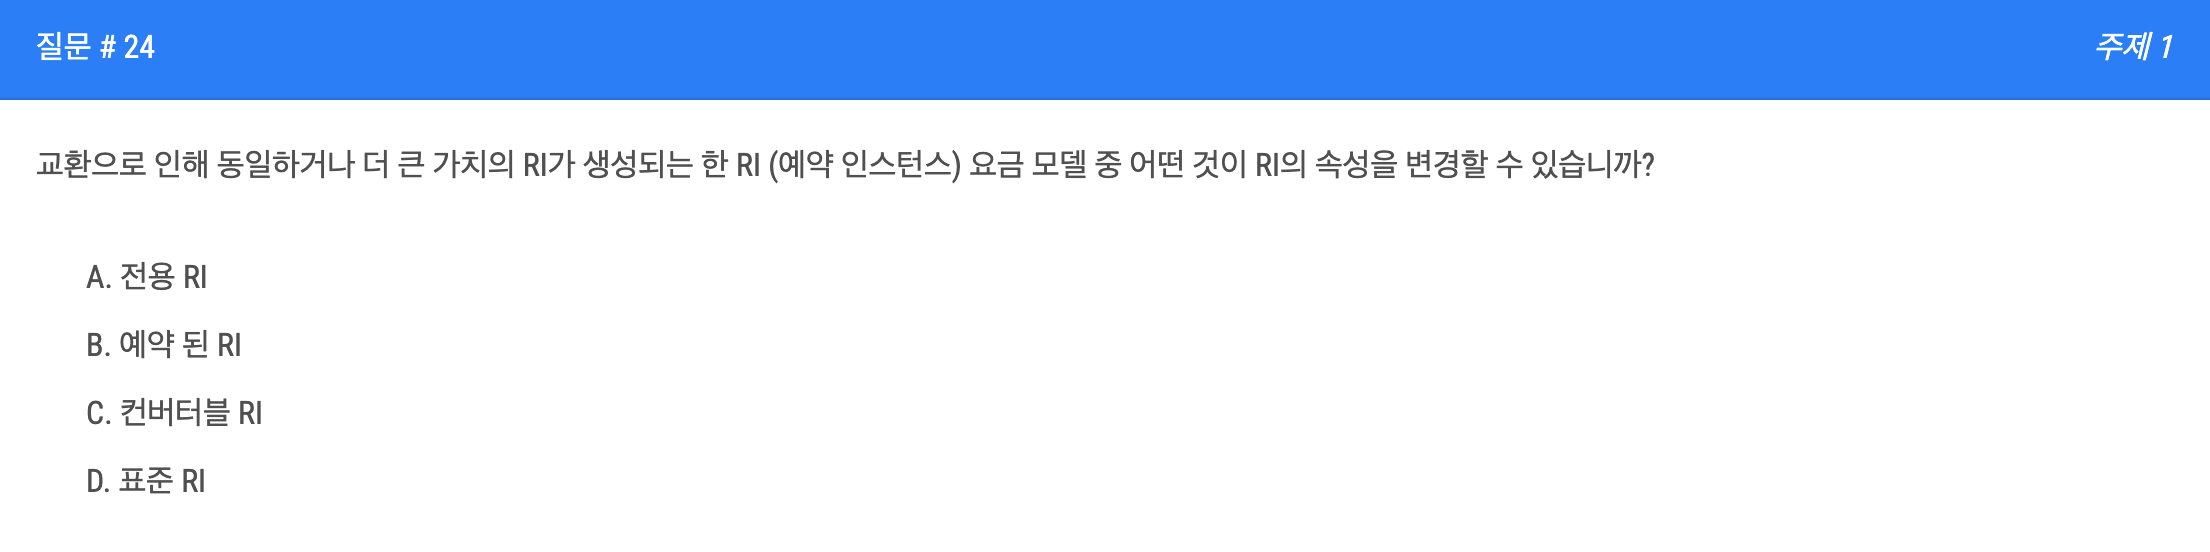 질문 # 24
주제 1
교환으로 인해 동일하거나 더 큰 가치의 RI가 생성되는 한 RI (예약 인스턴스) 요금 모델 중 어떤 것이 RI의 속성을 변경할 수 있습니까?
A. 전용 RI
B. 예약 된 RI
C. 컨버터블 RI
D. 표준 RI